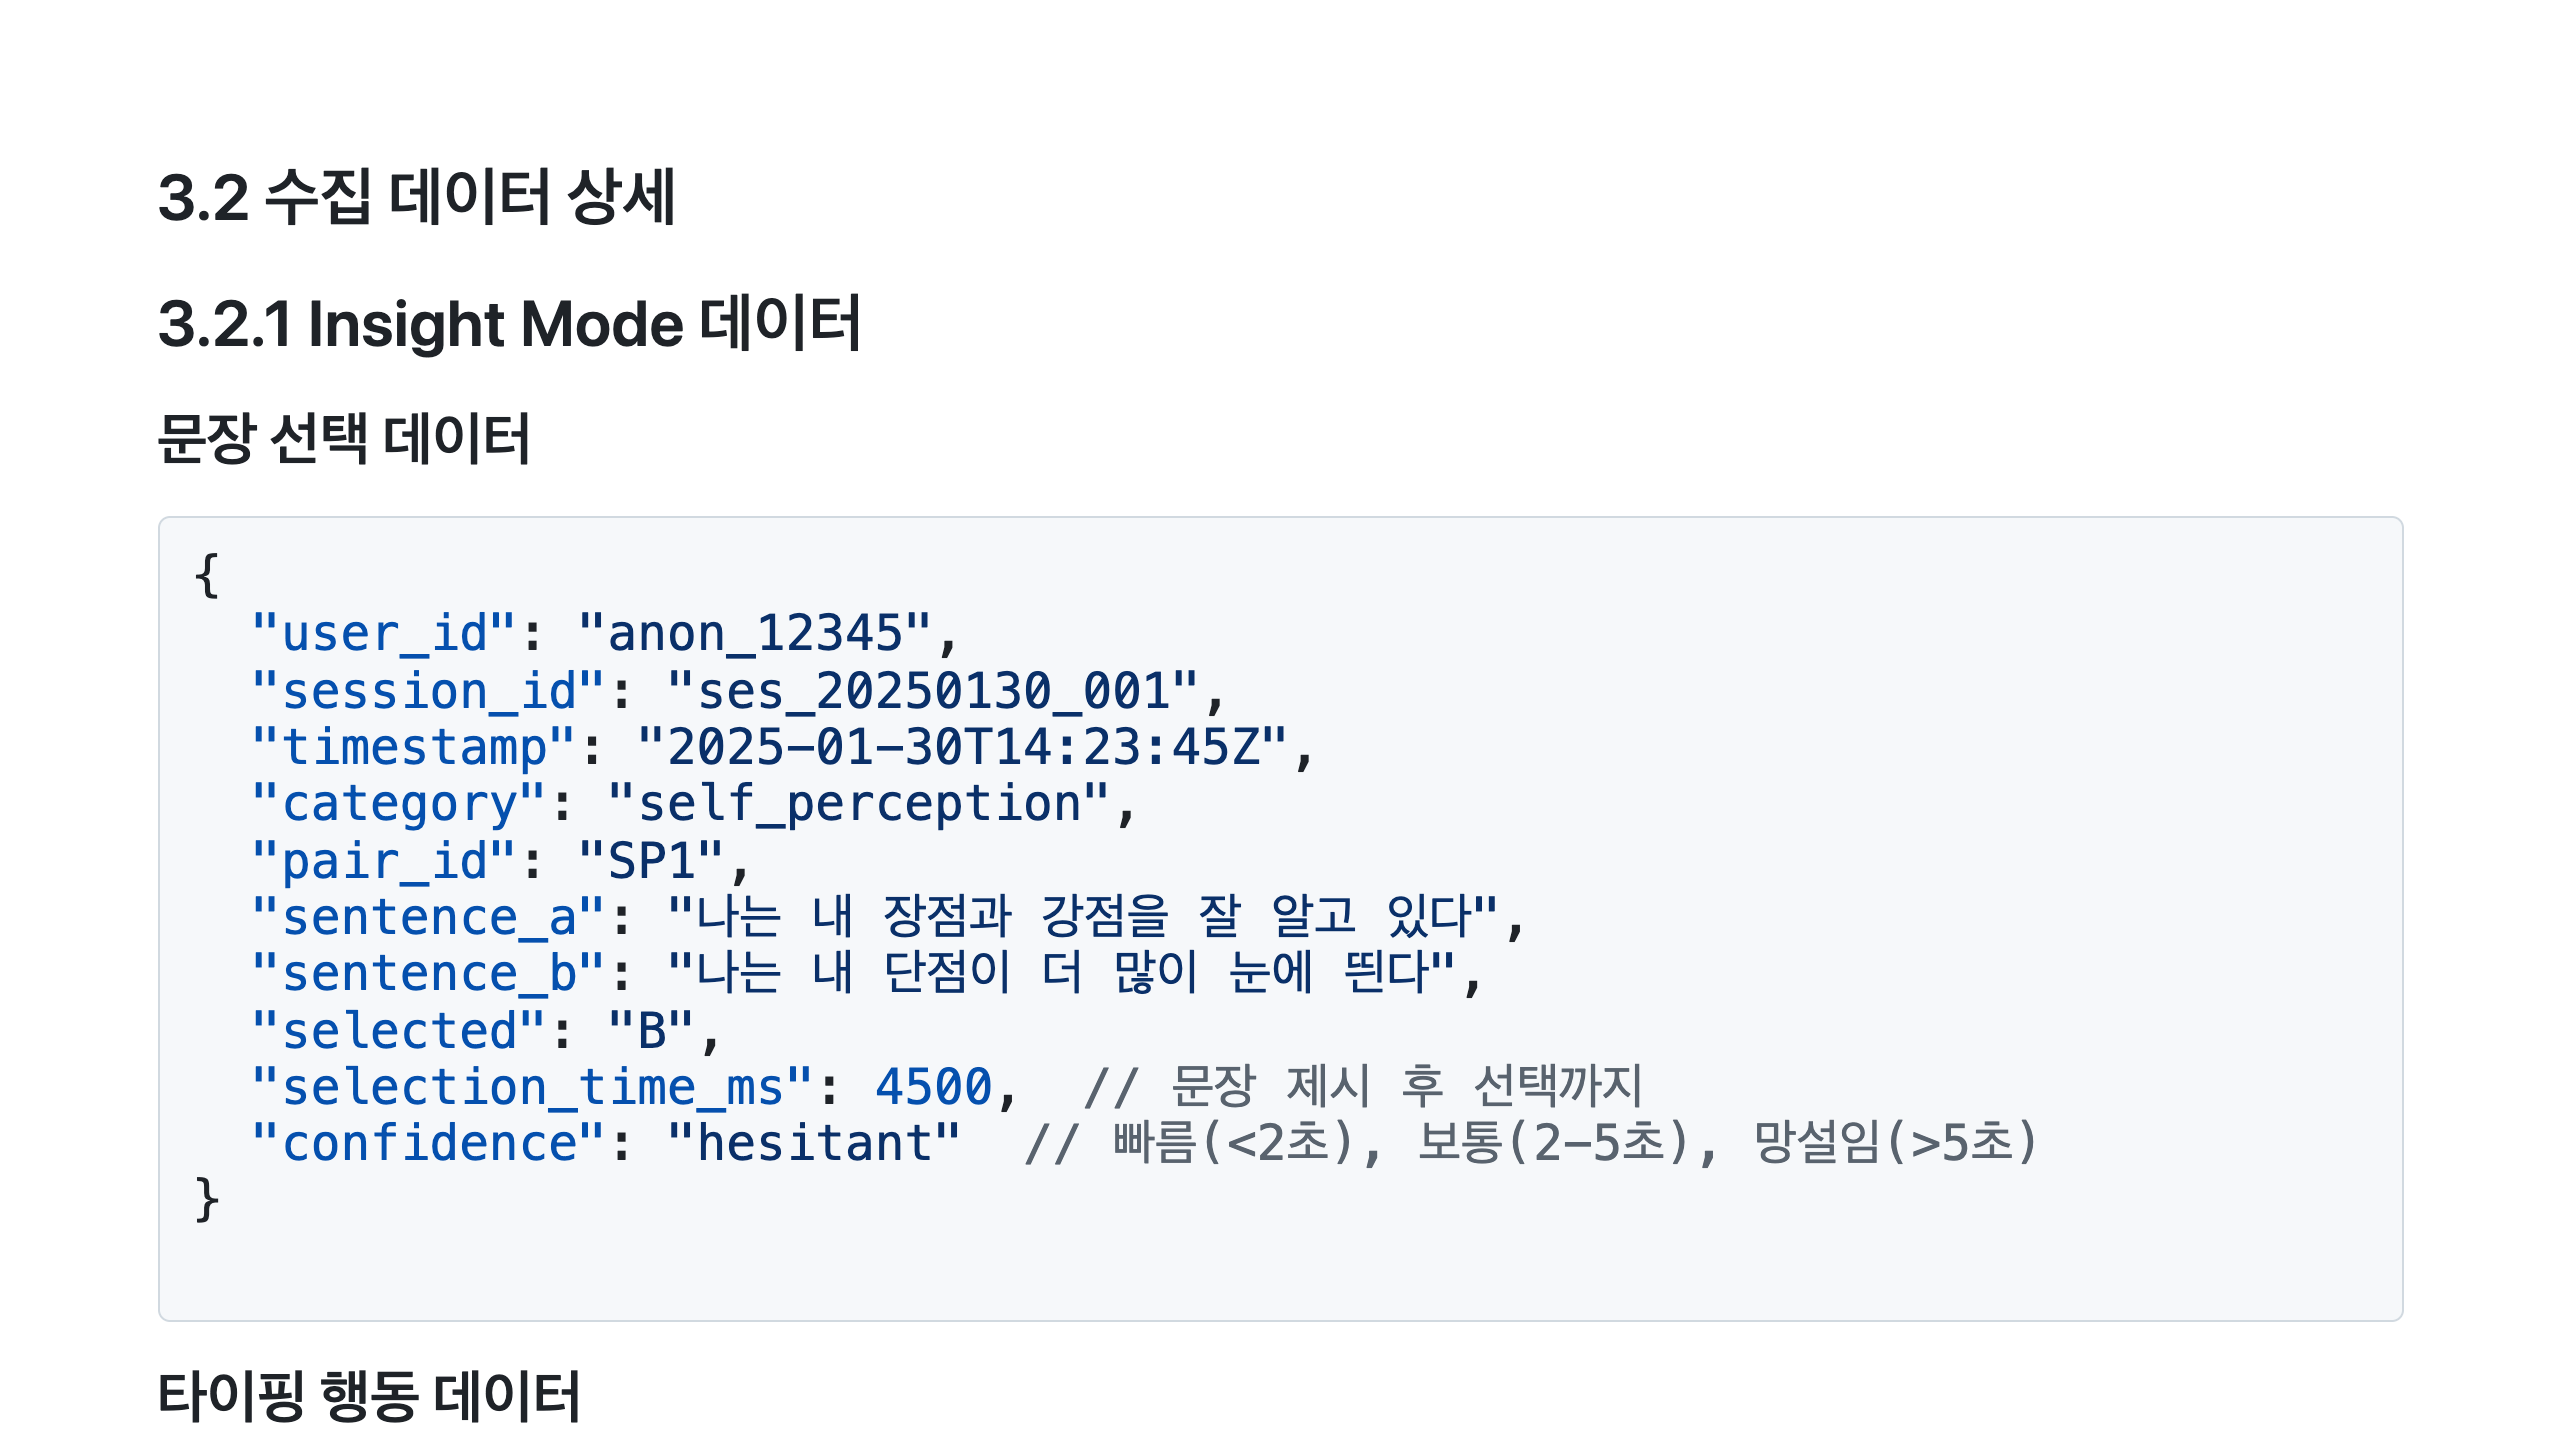 3.2 수집 데이터 상세
3.2.1 Insight Mode 데이터
문장 선택 데이터
{
  "user_id": "anon_12345",
  "session_id": "ses_20250130_001",
  "timestamp": "2025-01-30T14:23:45Z",
  "category": "self_perception",
  "pair_id": "SP1",
  "sentence_a": "나는 내 장점과 강점을 잘 알고 있다",
  "sentence_b": "나는 내 단점이 더 많이 눈에 띈다",
  "selected": "B",
  "selection_time_ms": 4500,  // 문장 제시 후 선택까지
  "confidence": "hesitant"  // 빠름(<2초), 보통(2-5초), 망설임(>5초)
}
타이핑 행동 데이터